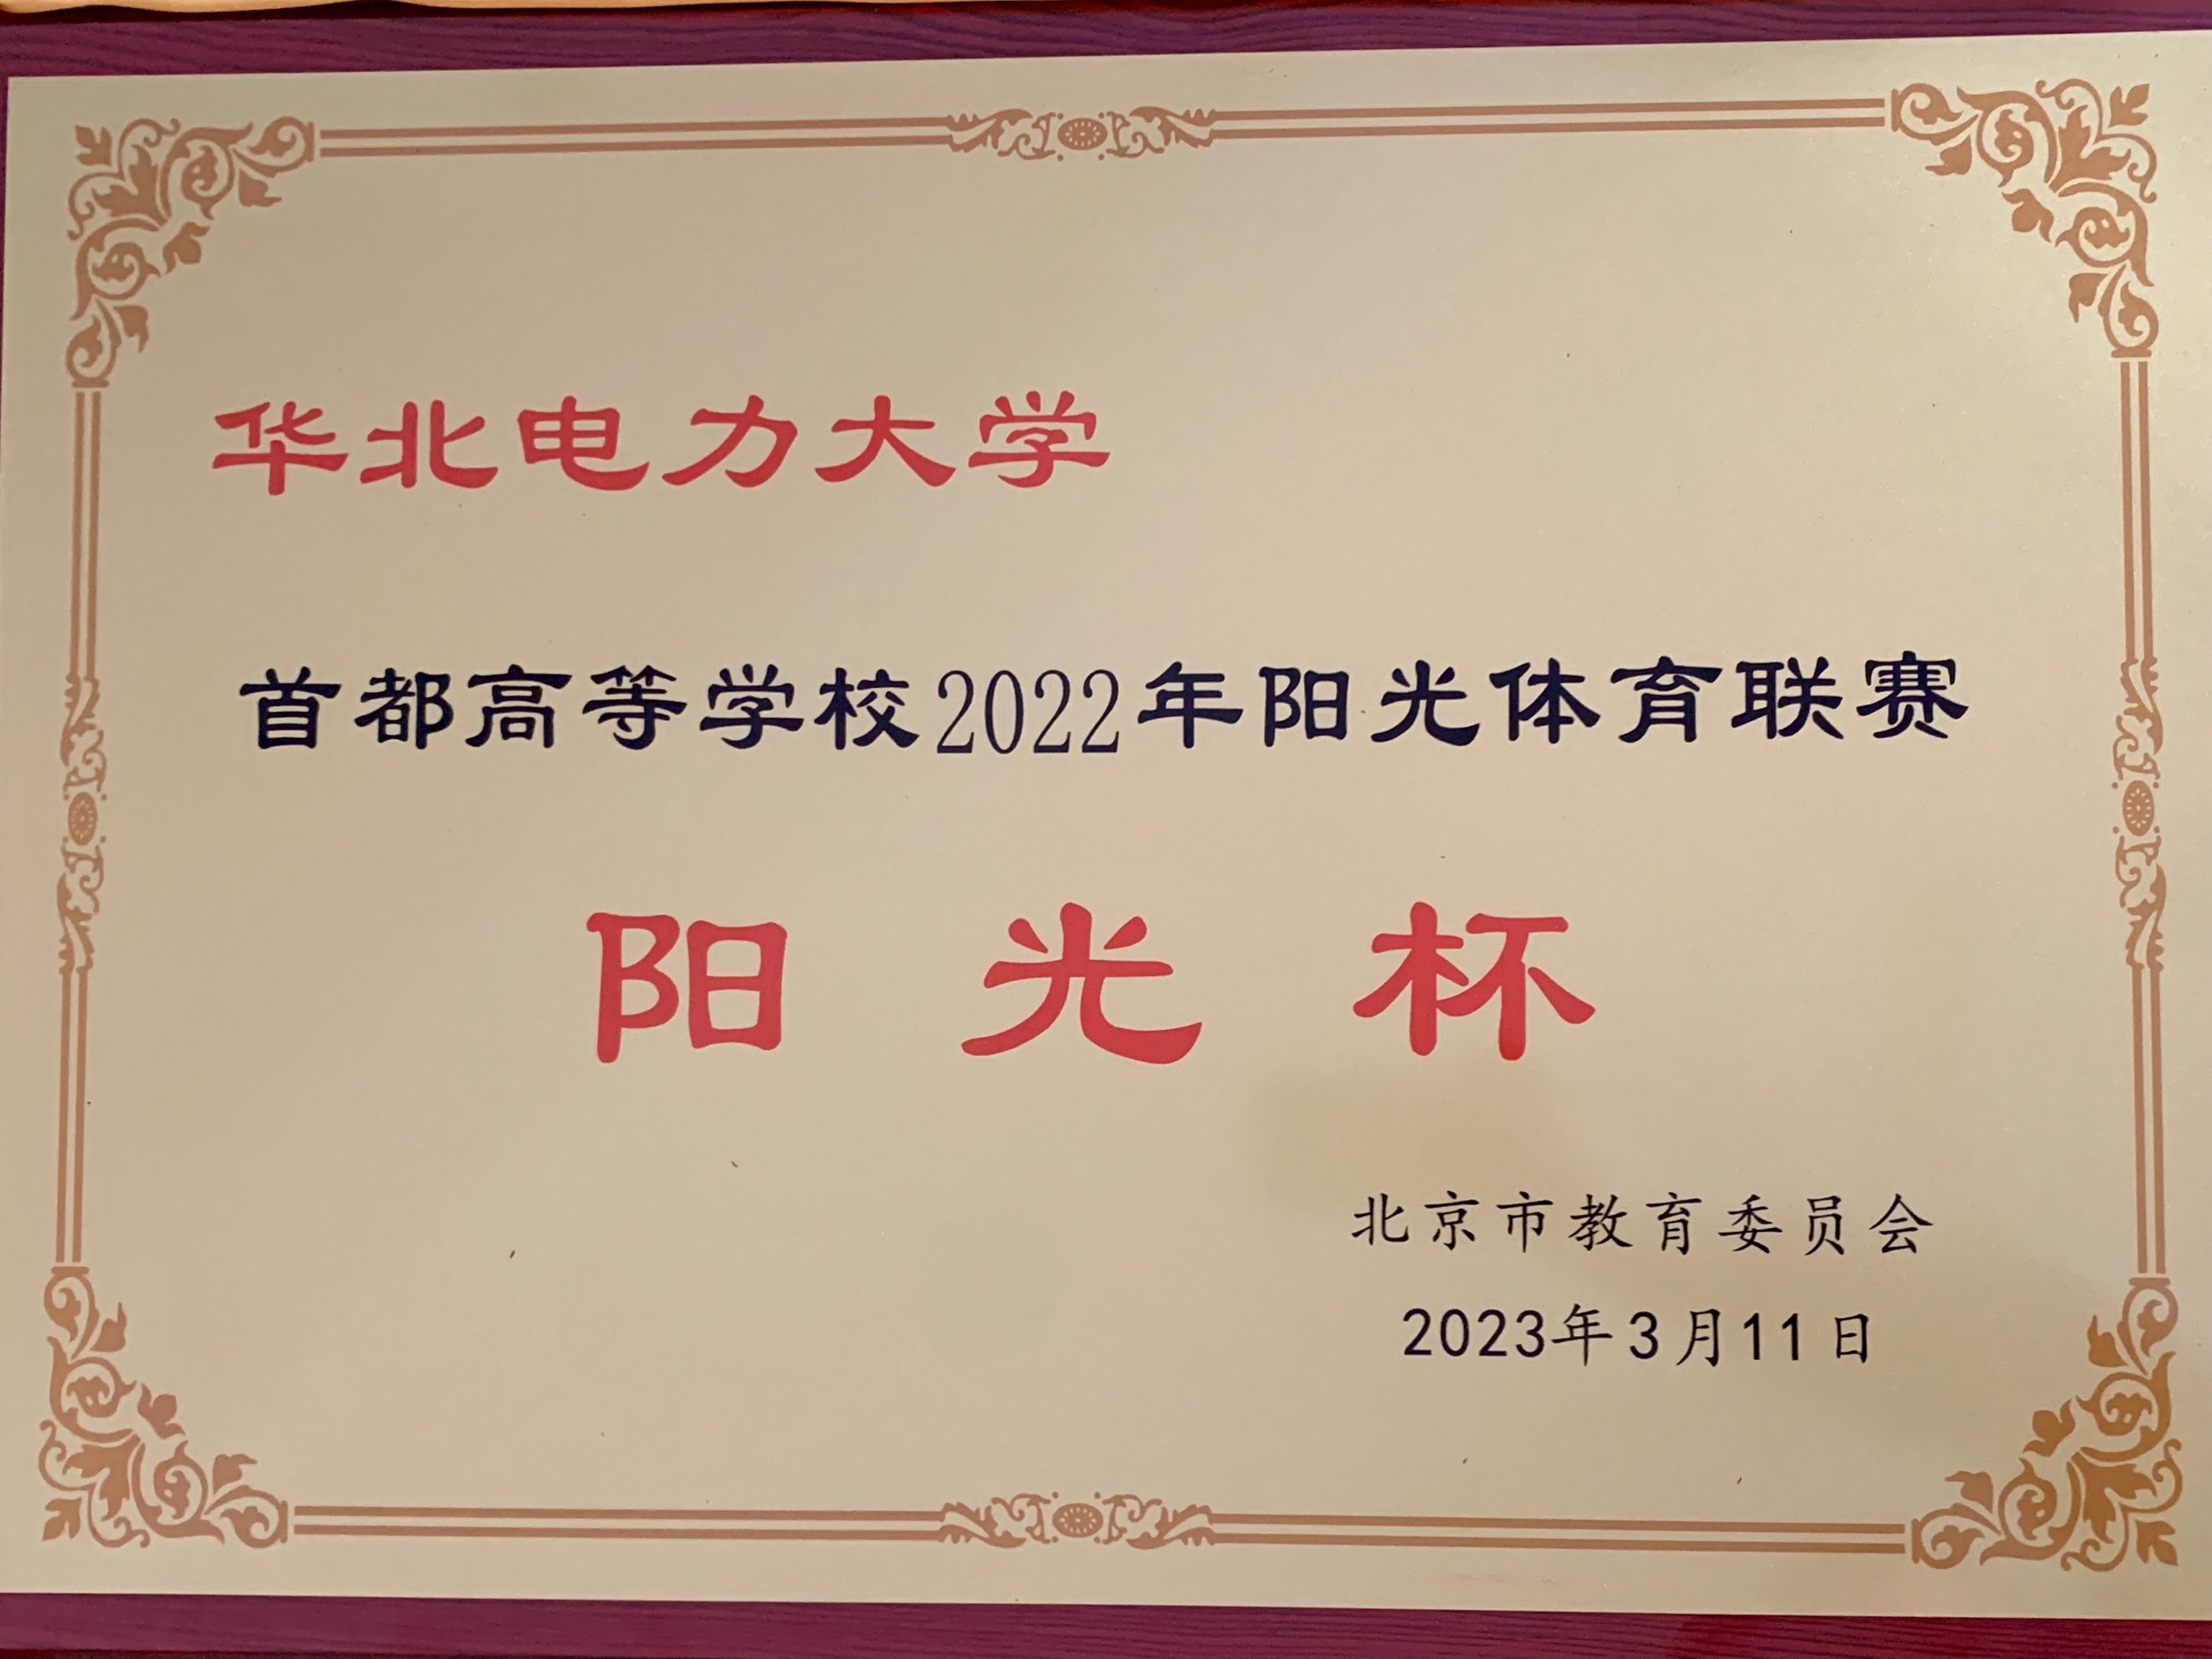 华北电力大学
首都高等学校2022年阳光体育联赛
阳光杯
北京市教育委员会
2023年3月11日